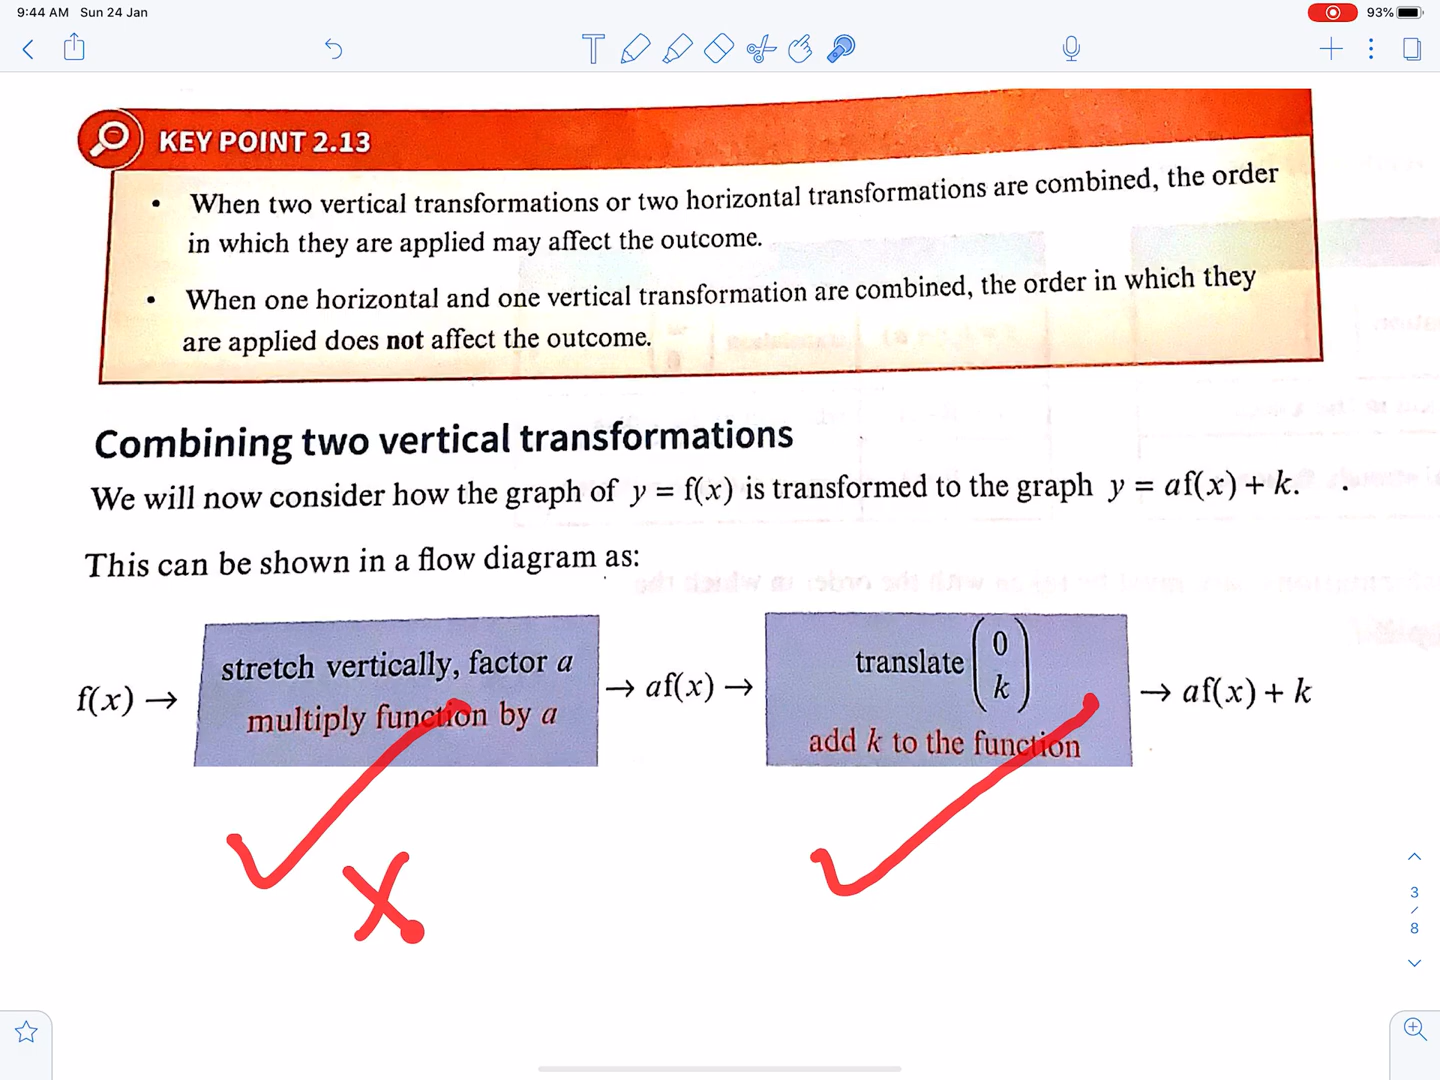 9:44 AM Sun 24 Jan
93%
KEY POINT 2.13
• When two vertical transformations or two horizontal transformations are combined, the order
in which they are applied may affect the outcome.
• When one horizontal and one vertical transformation are combined, the order in which they
are applied does not affect the outcome.
Combining two vertical transformations
We will now consider how the graph of y = f(x) is transformed to the graph y = af(x) + k.
This can be shown in a flow diagram as:
f(x) →
stretch vertically, factor a
multiply function by a
→ af(x) →
translate (0 k)
add k to the function
→ af(x) + k
x
3
/
8